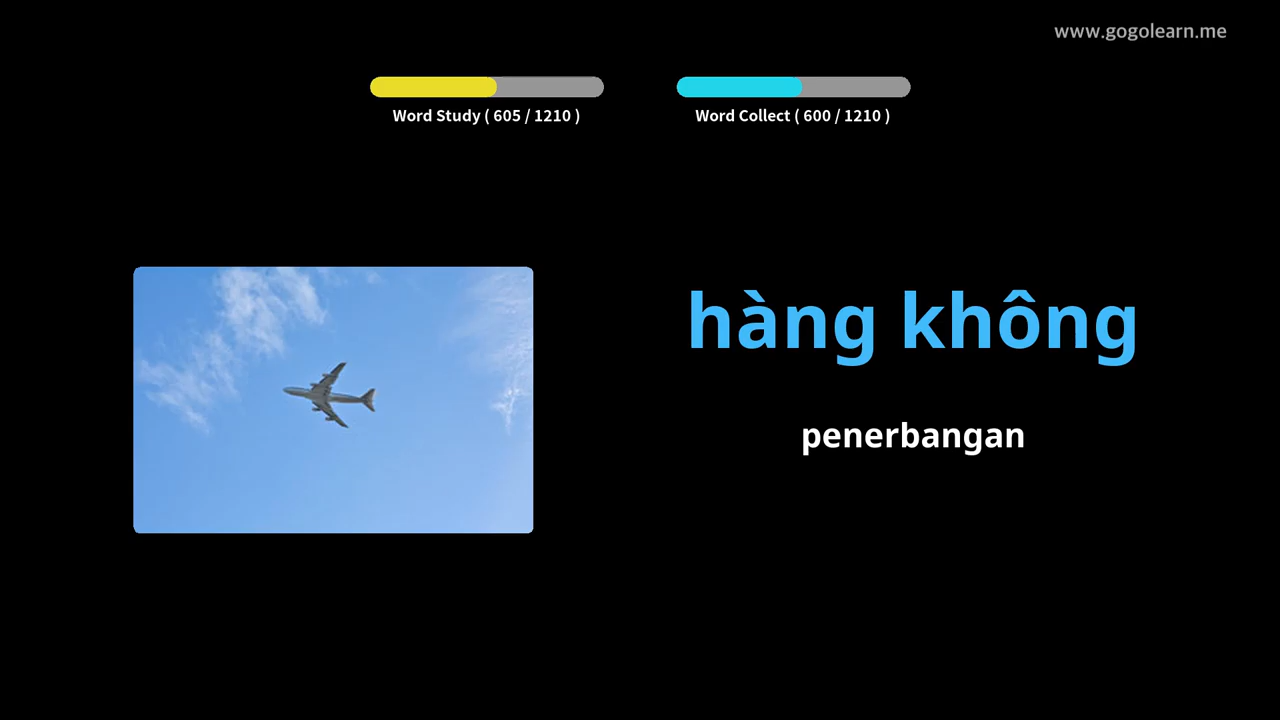 www.gogolearn.me
Word Study ( 605 / 1210 )
Word Collect ( 600 / 1210 )
hàng không
penerbangan